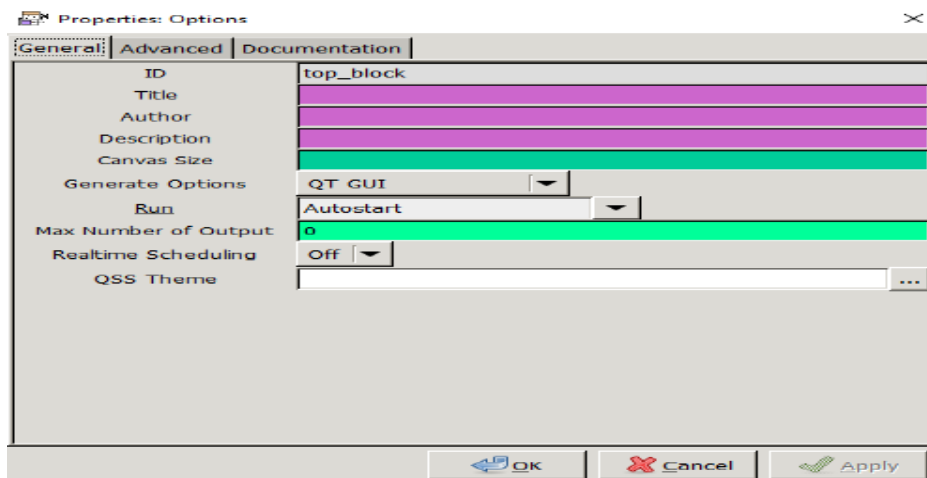 Properties: Options
General Advanced Documentation
ID top_block
Title
Author
Description
Canvas Size
Generate Options QT GUI
Run Autostart
Max Number of Output 0
Realtime Scheduling Off
QSS Theme ...
OK Cancel Apply